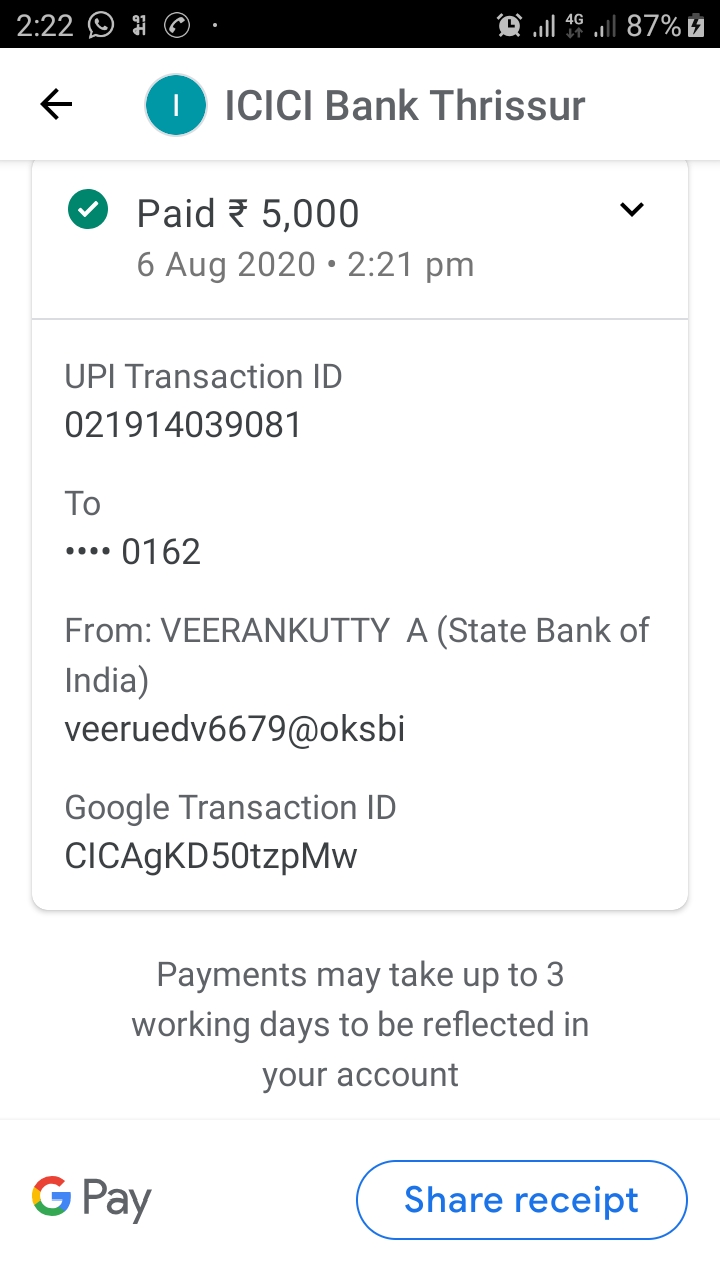 2:22
4G
87%
I ICICI Bank Thrissur
Paid ₹ 5,000
6 Aug 2020 • 2:21 pm
UPI Transaction ID
021914039081
To
•••• 0162
From: VEERANKUTTY A (State Bank of
India)
veeruedv6679@oksbi
Google Transaction ID
CICAgKD50tzpMw
Payments may take up to 3
working days to be reflected in
your account
G Pay
Share receipt